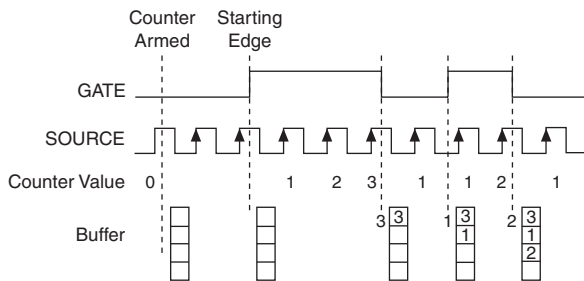 Counter Armed
Starting Edge
GATE
SOURCE
Counter Value 0 1 2 3 1 1 2 1
Buffer
3 3
1 3 1
2 3 1 2